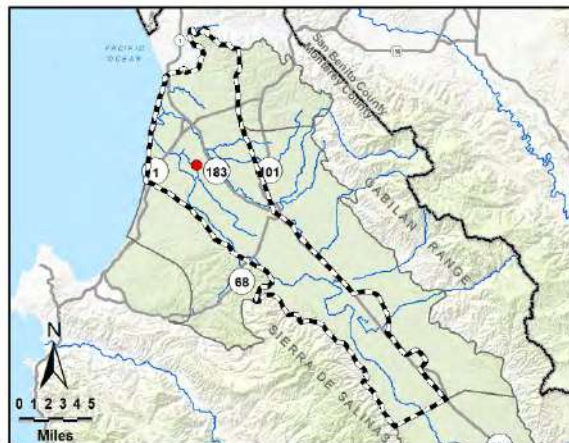 PACIFIC
OCEAN
1
San Benito County
Monterey County
1
183
101
GABILAN RANGE
68
SIERRA DE SALINAS
N
0 1 2 3 4 5
Miles